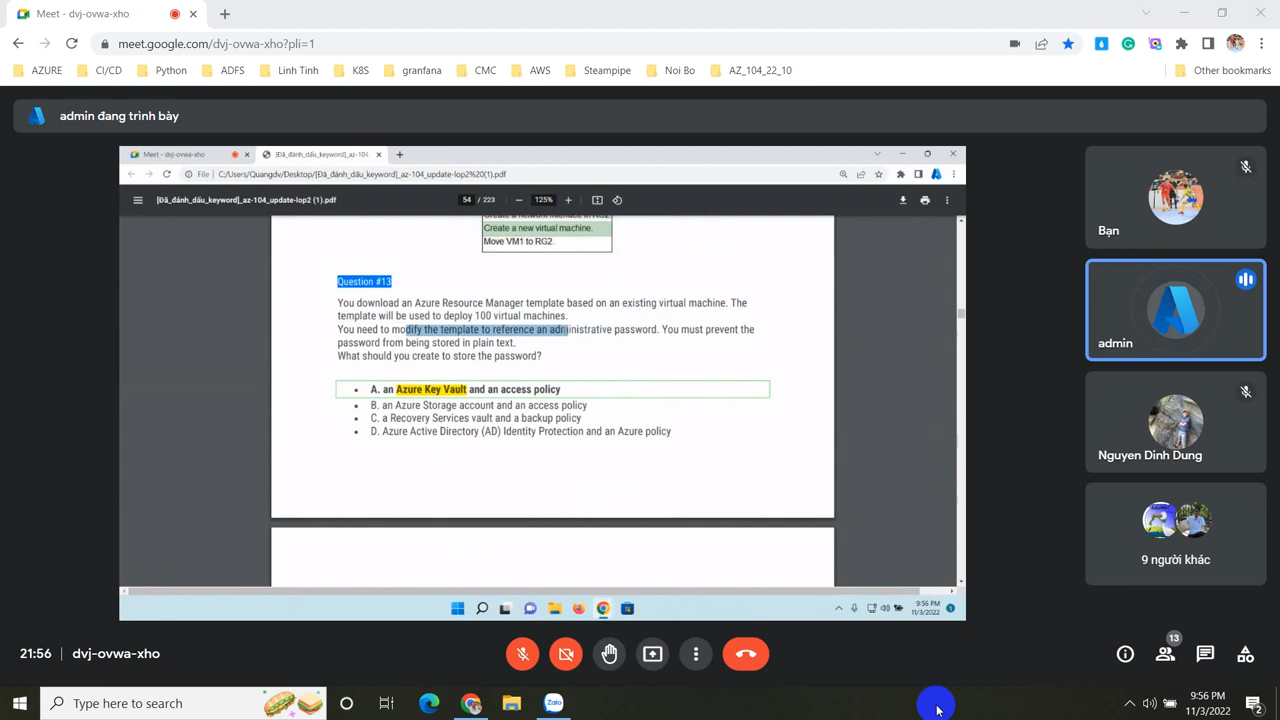 Meet - dvj-ovwa-xho
meet.google.com/dvj-ovwa-xho?pli=1
AZURE CI/CD Python ADFS Linh Tinh K8S granfana CMC AWS Steampipe Noi Bo AZ_104_22_10 Other bookmarks
admin đang trình bày
Meet - dvj-ovwa-xho [Đã_đánh_dấu_keyword]_az-104
File C:/Users/Quangdv/Desktop/[Đã_đánh_dấu_keyword]_az-104_update-lop2%20(1).pdf
[Đã_đánh_dấu_keyword]_az-104_update-lop2 (1).pdf 54 / 223 125%
Create a network interface in RG2.
Create a new virtual machine.
Move VM1 to RG2.
Question #13
You download an Azure Resource Manager template based on an existing virtual machine. The
template will be used to deploy 100 virtual machines.
You need to modify the template to reference an administrative password. You must prevent the
password from being stored in plain text.
What should you create to store the password?
A. an Azure Key Vault and an access policy
B. an Azure Storage account and an access policy
C. a Recovery Services vault and a backup policy
D. Azure Active Directory (AD) Identity Protection and an Azure policy
9:56 PM
11/3/2022
1
Bạn
admin
Nguyen Dinh Dung
9 người khác
21:56 dvj-ovwa-xho
13
Type here to search
Zalo
9:56 PM
11/3/2022
2